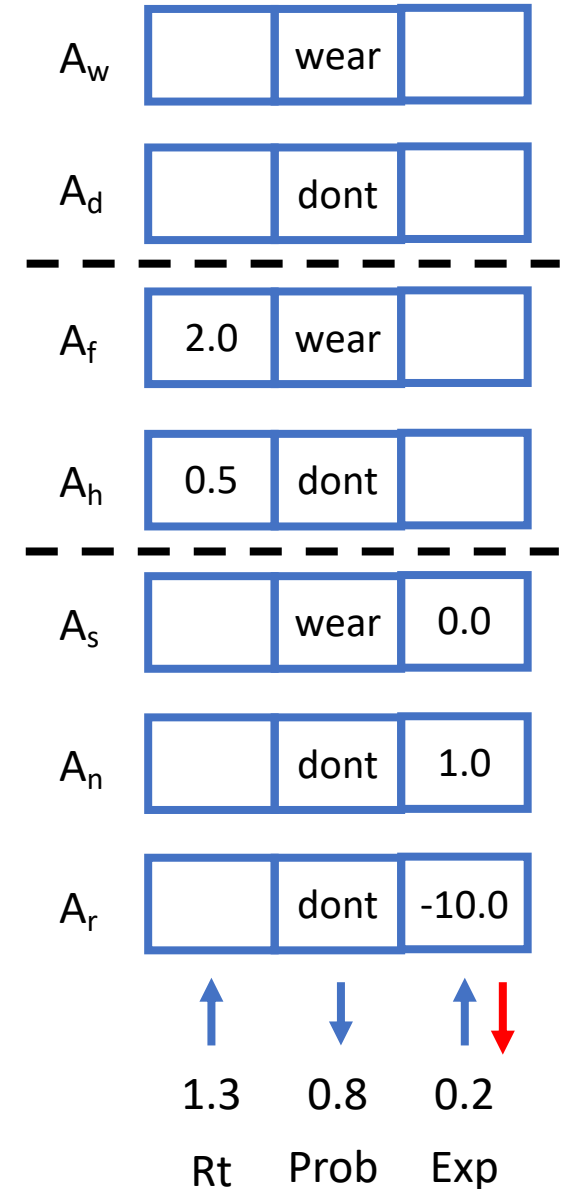 A_w wear
A_d dont
A_f 2.0 wear
A_h 0.5 dont
A_s wear 0.0
A_n dont 1.0
A_r dont -10.0
1.3 0.8 0.2
Rt Prob Exp